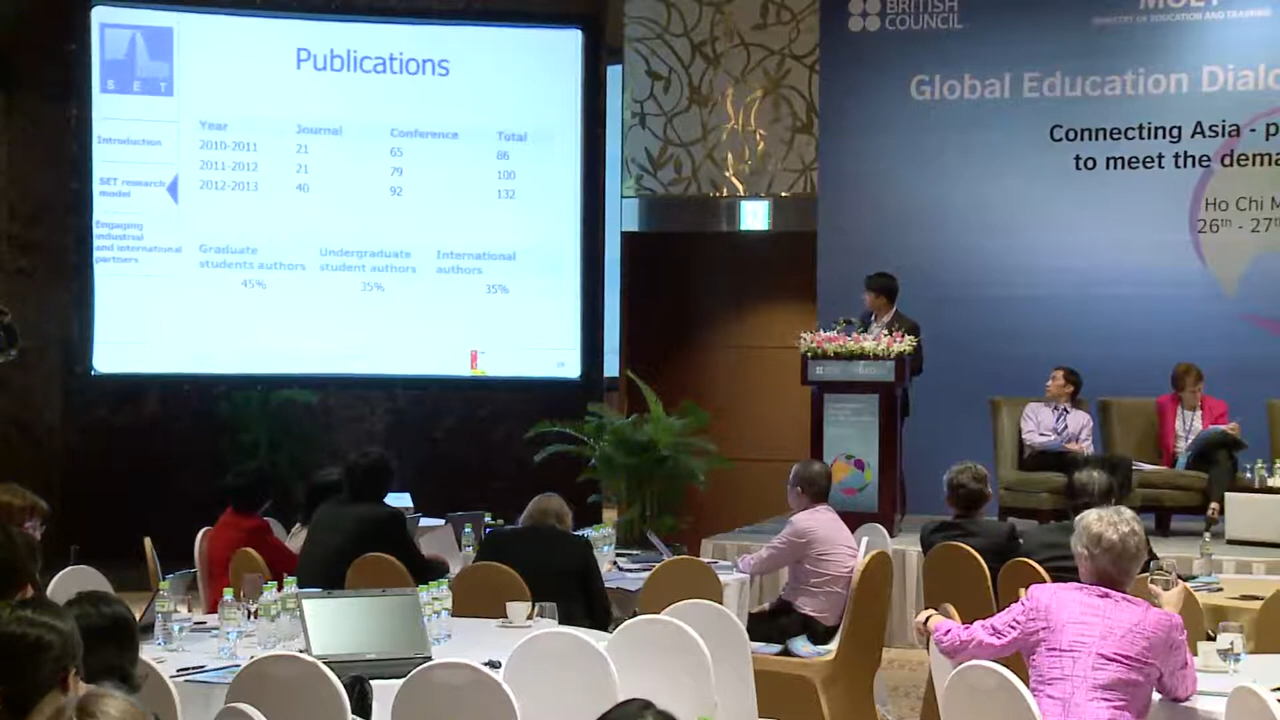 SET
Publications
Introduction
SET research
model
Engaging
industrial
and international
partners
Year Journal Conference Total
2010-2011 21 65 86
2011-2012 21 79 100
2012-2013 40 92 132
Graduate
students authors
45%
Undergraduate
student authors
35%
International
authors
35%
BRITISH
COUNCIL
MINISTRY OF EDUCATION AND TRAINING
Global Education Dialo
Connecting Asia - p
to meet the dema
Ho Chi M
26th - 27th